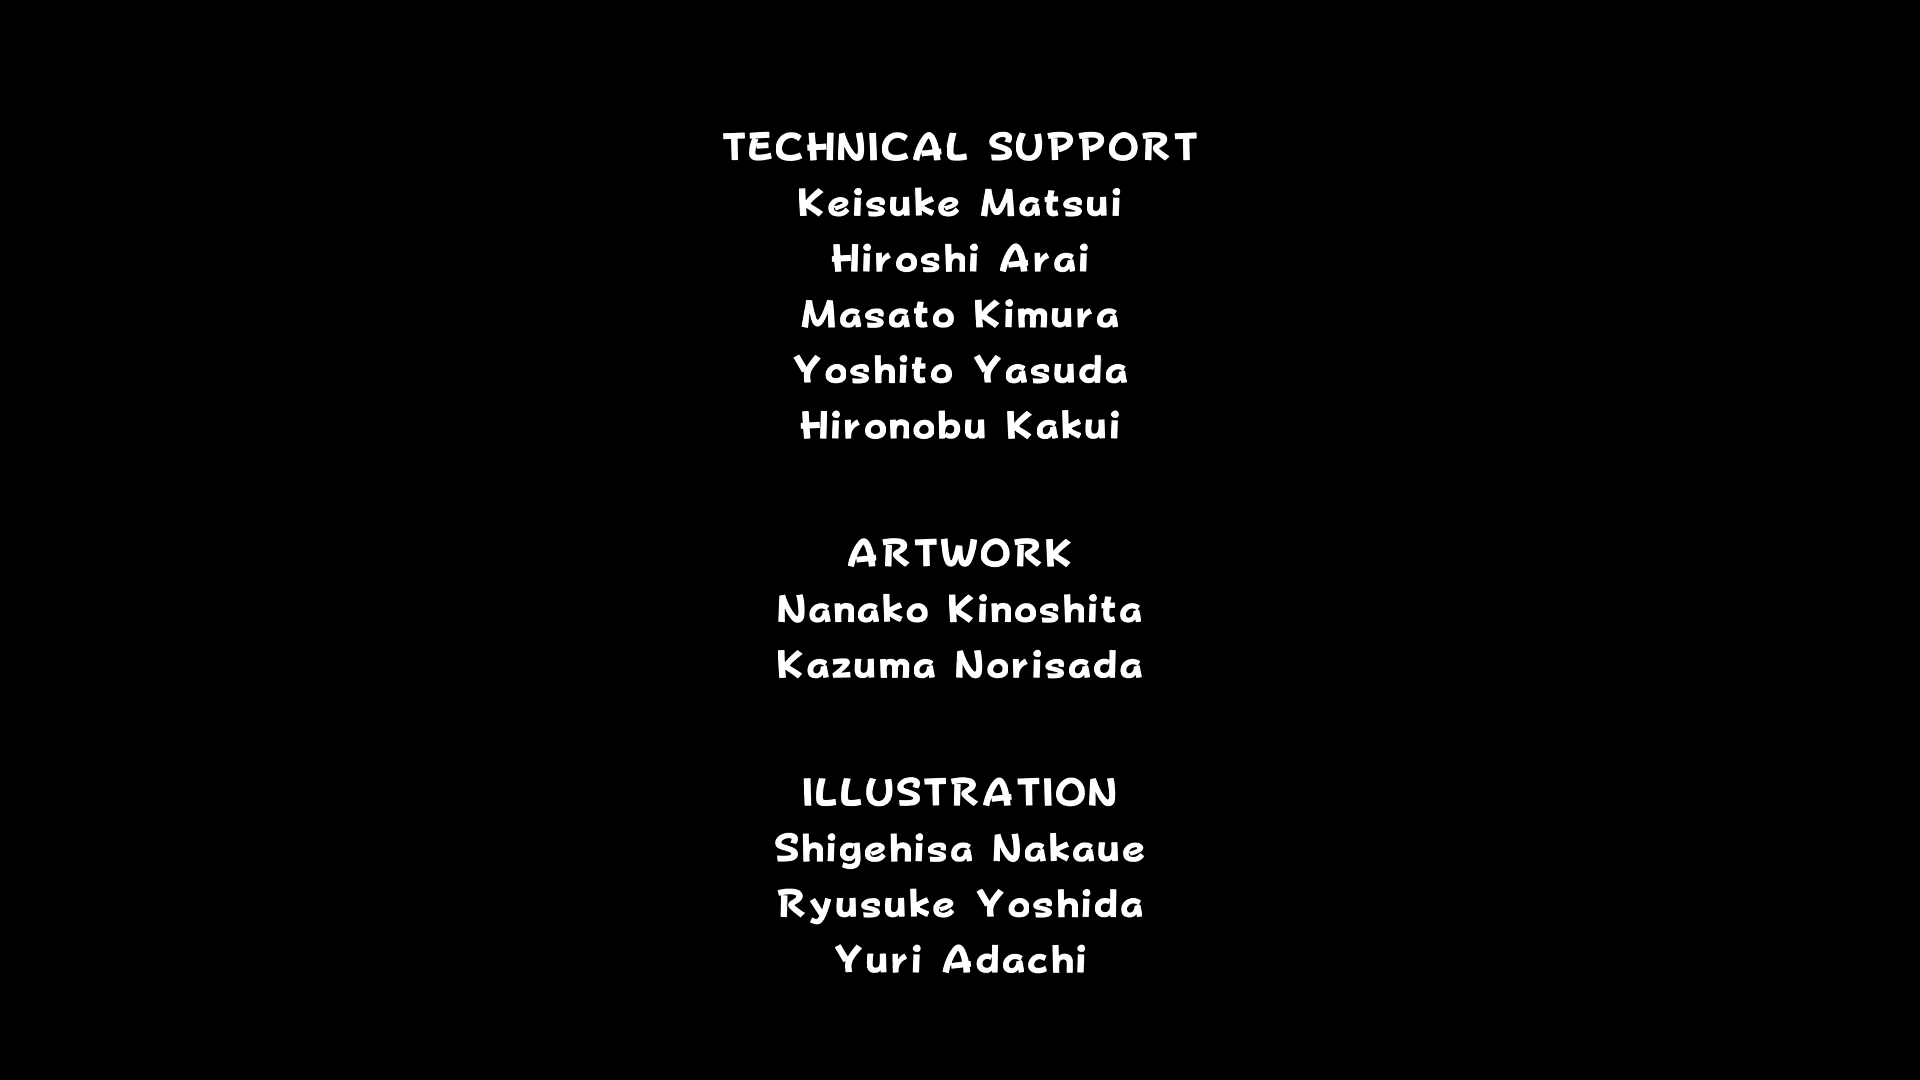 TECHNICAL SUPPORT
Keisuke Matsui
Hiroshi Arai
Masato Kimura
Yoshito Yasuda
Hironobu Kakui
ARTWORK
Nanako Kinoshita
Kazuma Norisada
ILLUSTRATION
Shigehisa Nakaue
Ryusuke Yoshida
Yuri Adachi